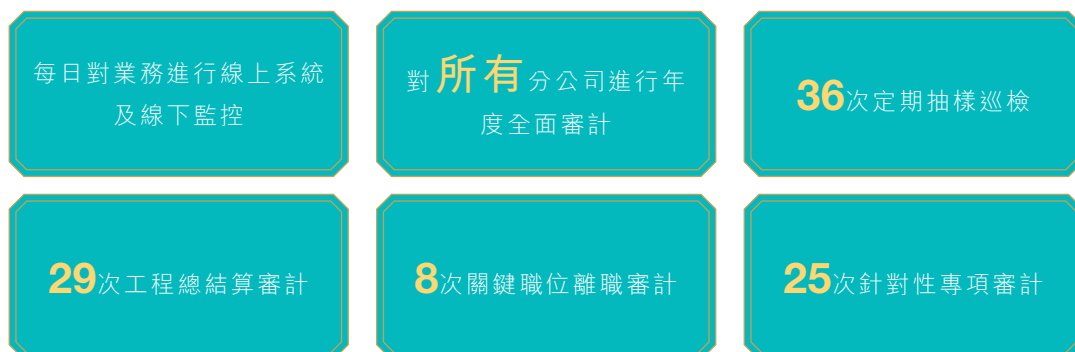 每日對業務進行線上系統
及線下監控
對所有分公司進行年
度全面審計
36次定期抽樣巡檢
29次工程總結算審計
8次關鍵職位離職審計
25次針對性專項審計